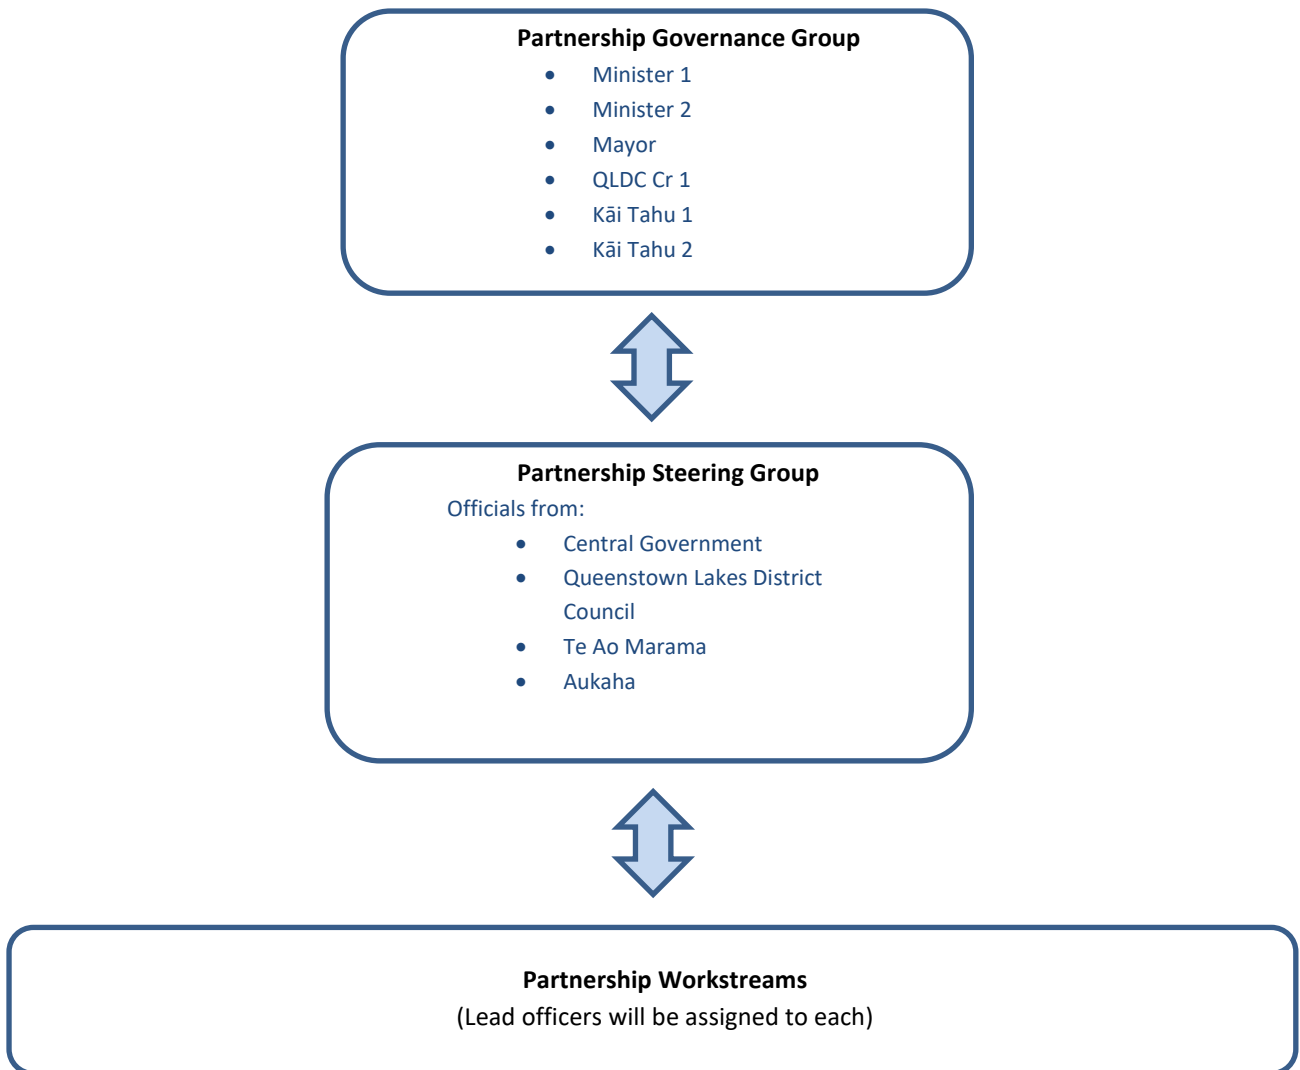 Partnership Governance Group
• Minister 1
• Minister 2
• Mayor
• QLDC Cr 1
• Kāi Tahu 1
• Kāi Tahu 2
Partnership Steering Group
Officials from:
• Central Government
• Queenstown Lakes District
Council
• Te Ao Marama
• Aukaha
Partnership Workstreams
(Lead officers will be assigned to each)